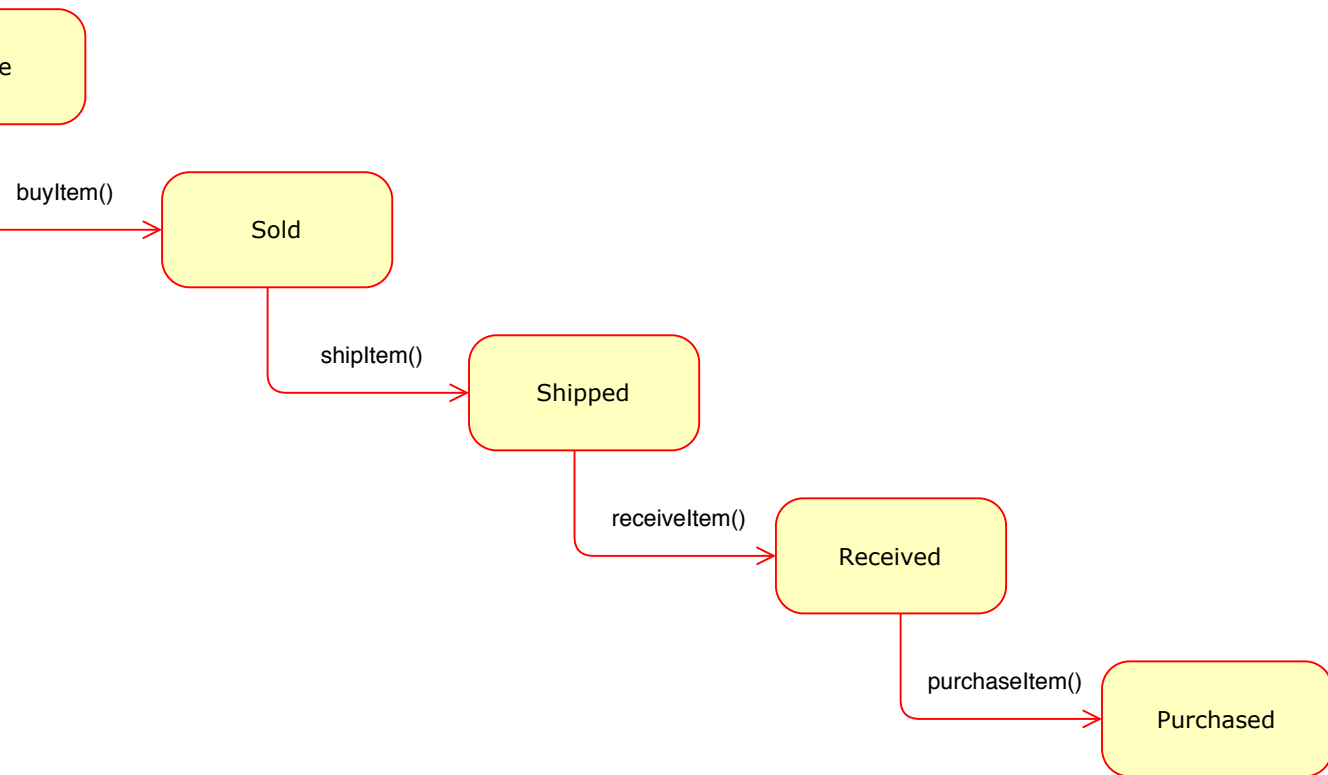 e
buyItem()
Sold
shipItem()
Shipped
receiveItem()
Received
purchaseItem()
Purchased